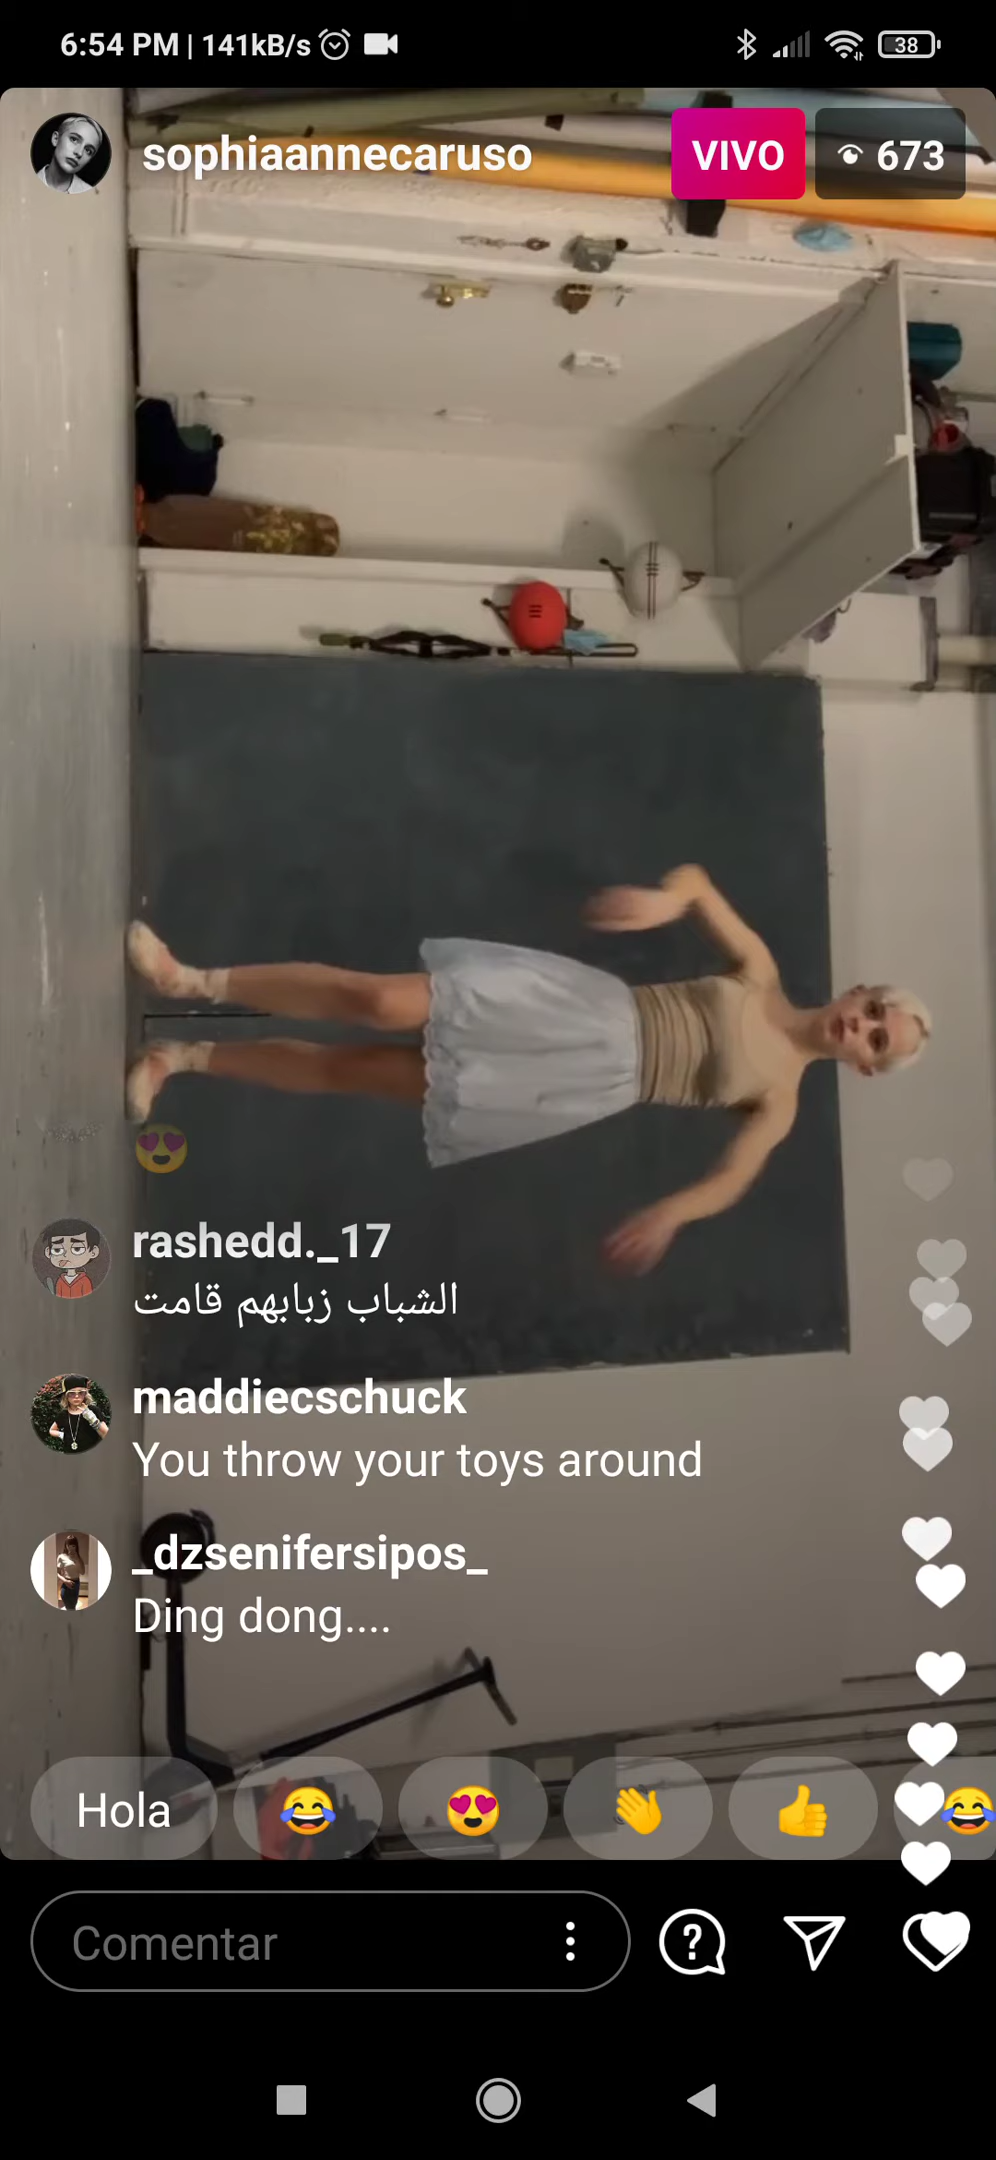 6:54 PM | 141kB/s
38
sophiaannecaruso
VIVO
673
😍
rashedd._17
الشباب زبابهم قامت
maddiecschuck
You throw your toys around
_dzsenifersipos_
Ding dong....
Hola 😂 😍 👋 👍 😂
Comentar